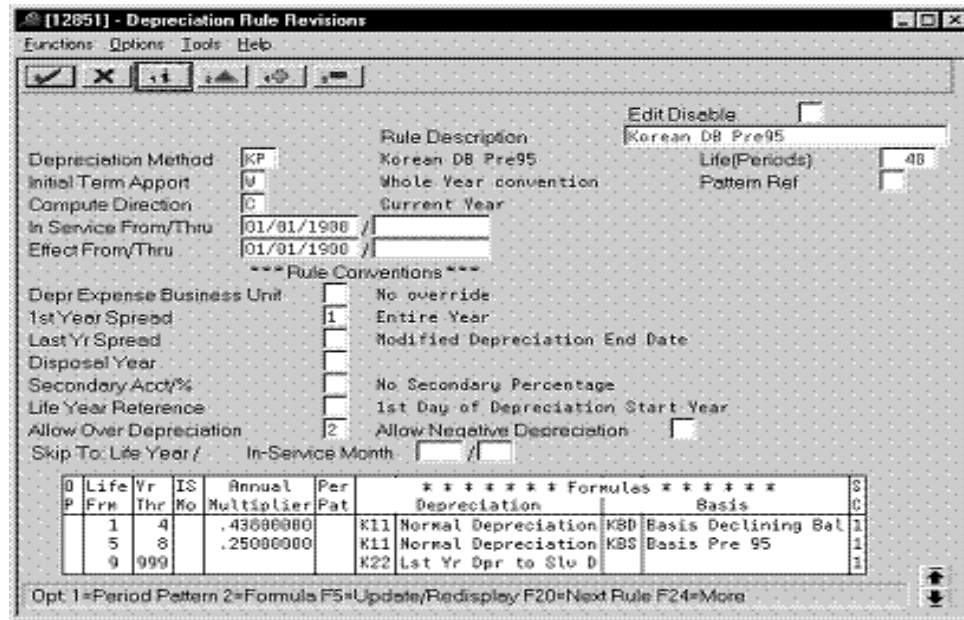 [12851] - Depreciation Rule Revisions
Functions Options Tools Help
Edit Disable
Rule Description Korean DB Pre95
Depreciation Method KP Korean DB Pre95 Life(Periods) 48
Initial Term Apport W Whole Year convention Pattern Ref
Compute Direction C Current Year
In Service From/Thru 01/01/1900 /
Effect From/Thru 01/01/1900 /
***Rule Conventions***
Depr Expense Business Unit No override
1st Year Spread 1 Entire Year
Last Yr Spread Modified Depreciation End Date
Disposal Year
Secondary Acct/% No Secondary Percentage
Life Year Reference 1st Day of Depreciation Start Year
Allow Over Depreciation 2 Allow Negative Depreciation
Skip To: Life Year / In-Service Month /
O Life Yr IS Annual Per * * * * * * * Formulas * * * * * * S
P Frm Thr Mo Multiplier Pat Depreciation Basis C
1 4 .43800000 K11 Normal Depreciation KBD Basis Declining Bal 1
5 8 .25000000 K11 Normal Depreciation KBS Basis Pre 95 1
9 999 K22 Lst Yr Dpr to Slv D 1
Opt: 1=Period Pattern 2=Formula F5=Update/Redisplay F20=Next Rule F24=More